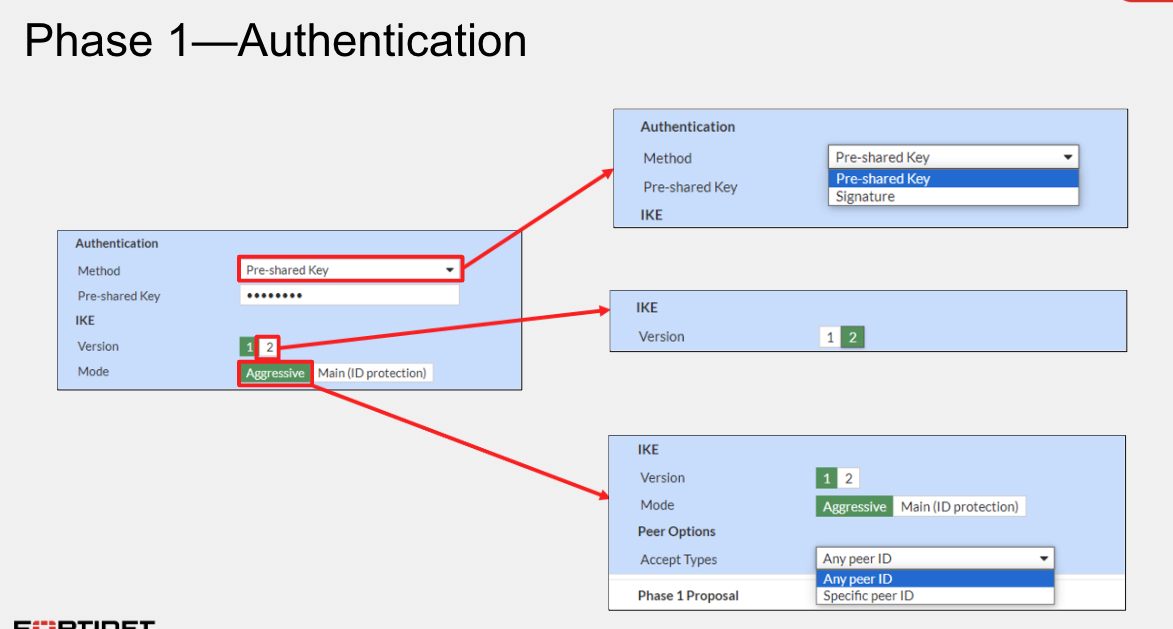 Phase 1—Authentication
Authentication
Method Pre-shared Key
Pre-shared Key ••••••••
IKE
Version 1 2
Mode Aggressive Main (ID protection)
Authentication
Method Pre-shared Key
Pre-shared Key
Pre-shared Key
Signature
IKE
IKE
Version 1 2
IKE
Version 1 2
Mode Aggressive Main (ID protection)
Peer Options
Accept Types Any peer ID
Any peer ID
Phase 1 Proposal
Specific peer ID
FORTINET